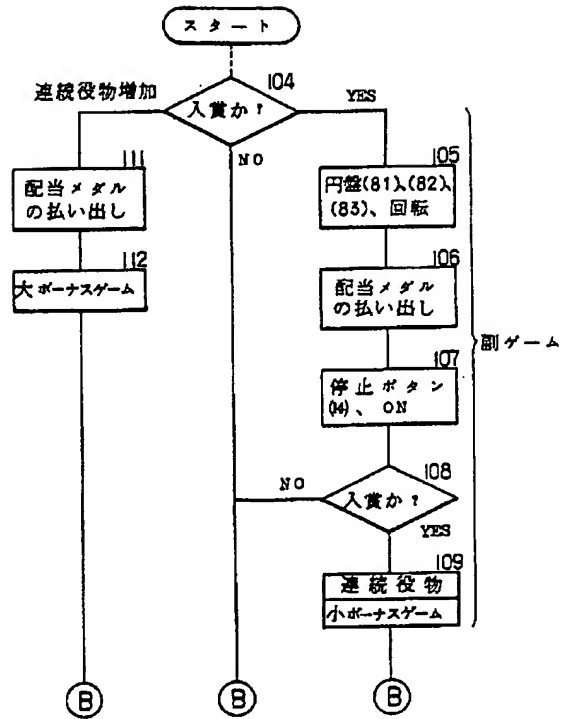 スタート
104
連続役物増加
入賞か?
YES
NO
111
配当メダル
の払い出し
112
大ボーナスゲーム
105
円盤(81)、(82)、
(83)、回転
106
配当メダル
の払い出し
107
停止ボタン
(14)、ON
副ゲーム
108
NO
入賞か?
YES
109
連続役物
小ボーナスゲーム
B
B
B